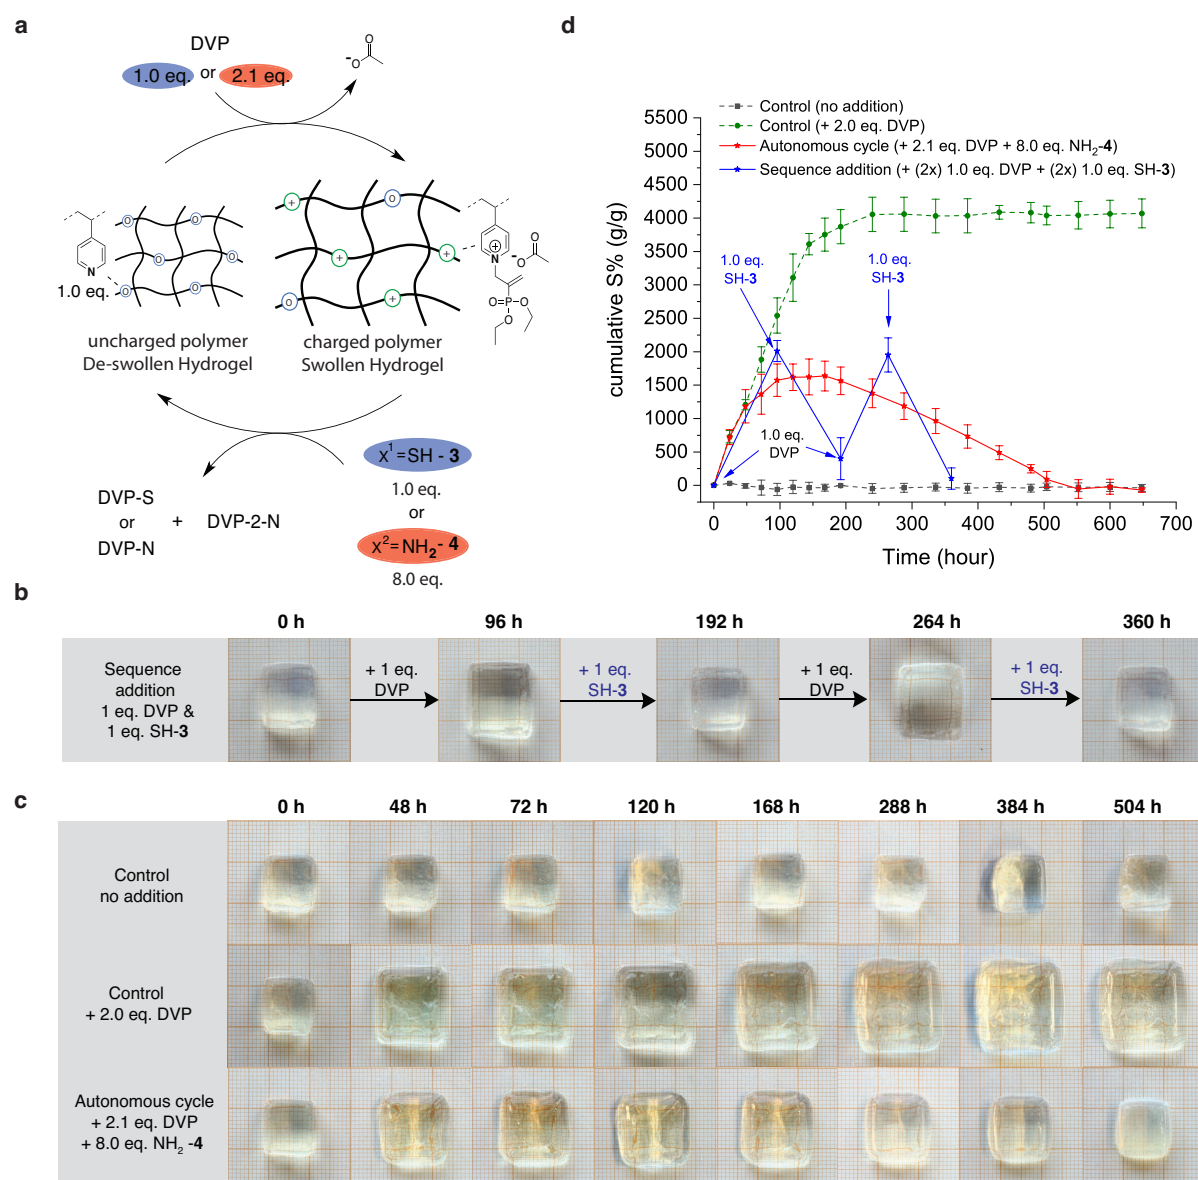 a
DVP
1.0 eq. or 2.1 eq.
O
⁻O
O
O
O
O
O
N
1.0 eq.
uncharged polymer
De-swollen Hydrogel
+
O
+
+
O
+
+
N
⁻O
O
O=P
O
O
charged polymer
Swollen Hydrogel
X¹=SH - 3
1.0 eq.
or
X²=NH₂- 4
8.0 eq.
DVP-S
or
DVP-N
+ DVP-2-N
d
Control (no addition)
Control (+ 2.0 eq. DVP)
Autonomous cycle (+ 2.1 eq. DVP + 8.0 eq. NH₂-4)
Sequence addition (+ (2x) 1.0 eq. DVP + (2x) 1.0 eq. SH-3)
cumulative S% (g/g)
5500
5000
4500
4000
3500
3000
2500
2000
1500
1000
500
0
1.0 eq.
SH-3
1.0 eq.
SH-3
1.0 eq.
DVP
0 100 200 300 400 500 600 700
Time (hour)
b
0 h 96 h 192 h 264 h 360 h
Sequence
addition
1 eq. DVP &
1 eq. SH-3
+ 1 eq.
DVP
+ 1 eq.
SH-3
+ 1 eq.
DVP
+ 1 eq.
SH-3
c
0 h 48 h 72 h 120 h 168 h 288 h 384 h 504 h
Control
no addition
Control
+ 2.0 eq. DVP
Autonomous cycle
+ 2.1 eq. DVP
+ 8.0 eq. NH₂ -4